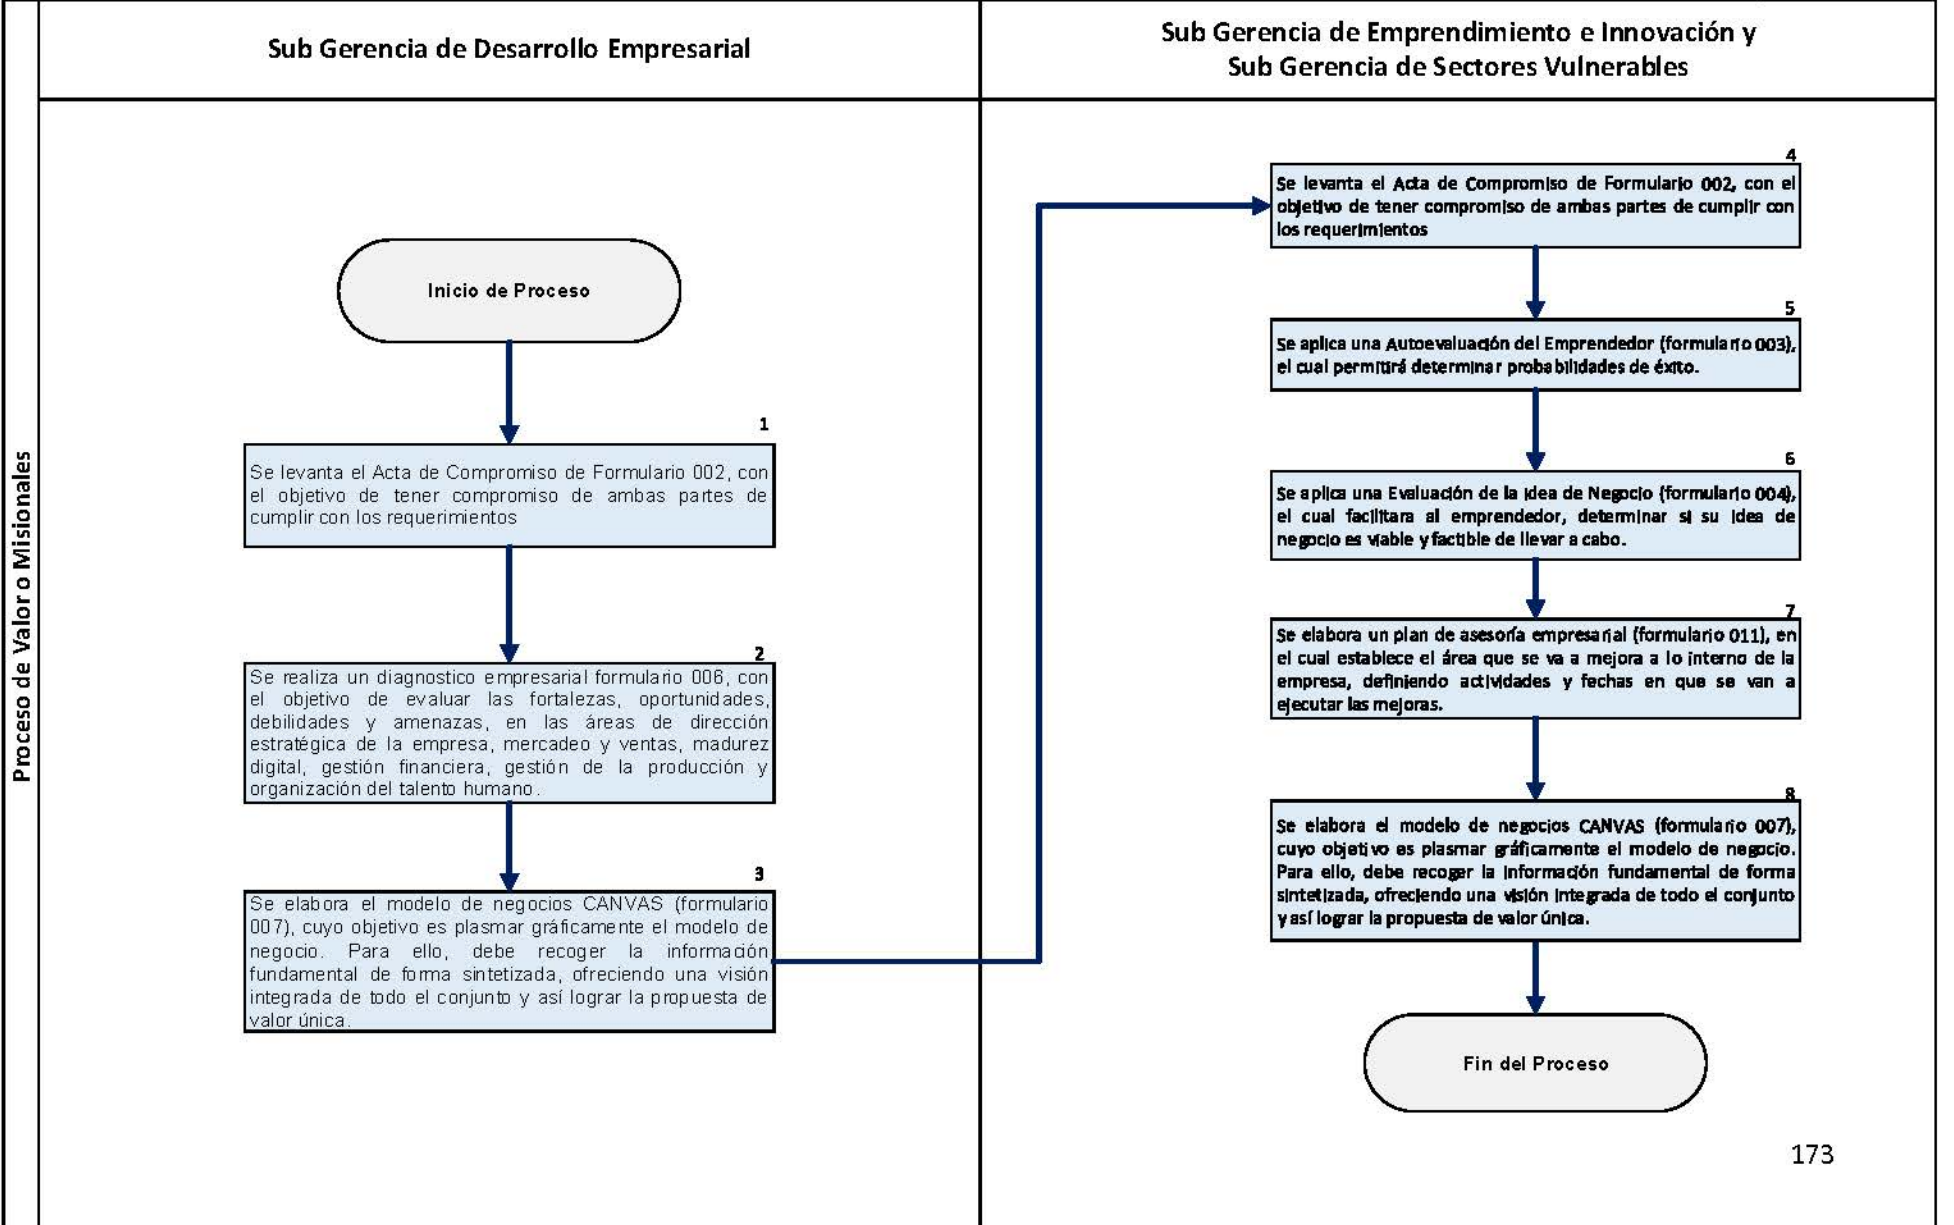 Proceso de Valor o Misionales
Sub Gerencia de Desarrollo Empresarial
Inicio de Proceso
1
Se levanta el Acta de Compromiso de Formulario 002, con
el objetivo de tener compromiso de ambas partes de
cumplir con los requerimientos
2
Se realiza un diagnostico empresarial formulario 006, con
el objetivo de evaluar las fortalezas, oportunidades,
debilidades y amenazas, en las áreas de dirección
estratégica de la empresa, mercadeo y ventas, madurez
digital, gestión financiera, gestión de la producción y
organización del talento humano.
3
Se elabora el modelo de negocios CANVAS (formulario
007), cuyo objetivo es plasmar gráficamente el modelo de
negocio. Para ello, debe recoger la información
fundamental de forma sintetizada, ofreciendo una visión
integrada de todo el conjunto y así lograr la propuesta de
valor única.
Sub Gerencia de Emprendimiento e Innovación y
Sub Gerencia de Sectores Vulnerables
4
Se levanta el Acta de Compromiso de Formulario 002, con el
objetivo de tener compromiso de ambas partes de cumplir con
los requerimientos
5
Se aplica una Autoevaluación del Emprendedor (formulario 003),
el cual permitirá determinar probabilidades de éxito.
6
Se aplica una Evaluación de la Idea de Negocio (formulario 004),
el cual facilitara al emprendedor, determinar si su idea de
negocio es viable y factible de llevar a cabo.
7
Se elabora un plan de asesoría empresarial (formulario 011), en
el cual establece el área que se va a mejora a lo interno de la
empresa, definiendo actividades y fechas en que se van a
ejecutar las mejoras.
8
Se elabora el modelo de negocios CANVAS (formulario 007),
cuyo objetivo es plasmar gráficamente el modelo de negocio.
Para ello, debe recoger la información fundamental de forma
sintetizada, ofreciendo una visión integrada de todo el conjunto
y así lograr la propuesta de valor única.
Fin del Proceso
173